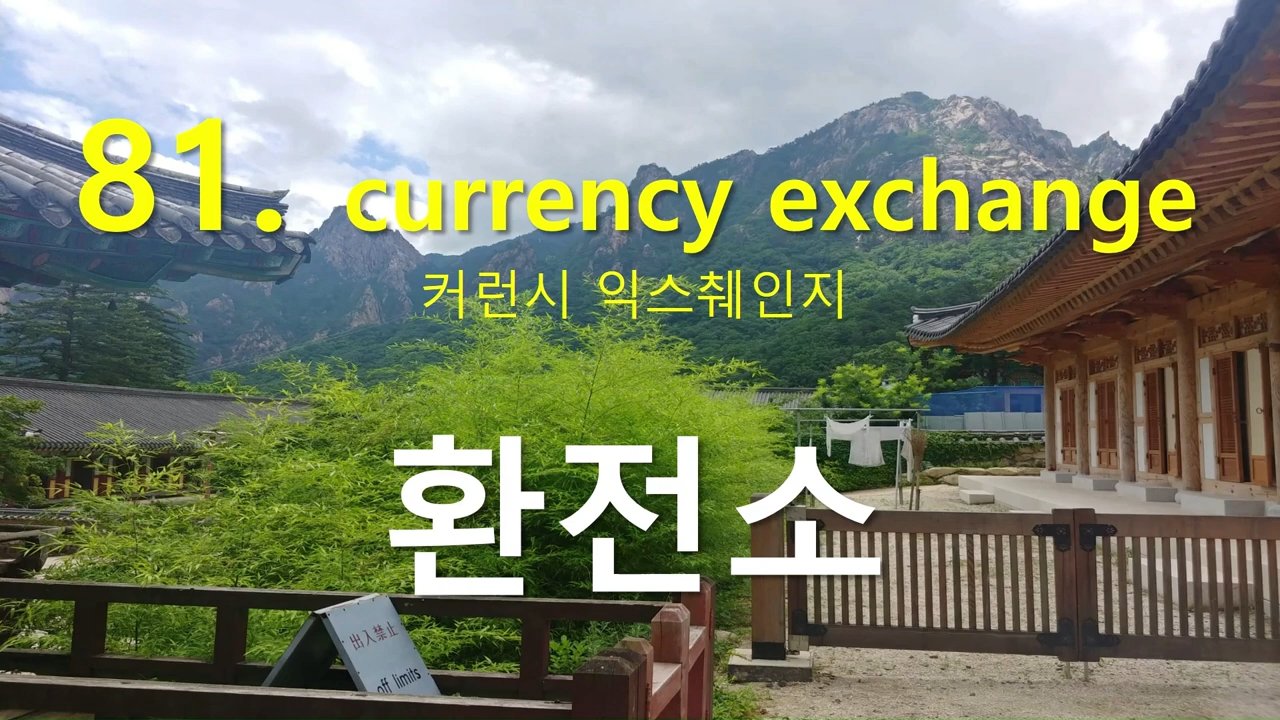 81. currency exchange
커런시 익스췌인지
환전소
出入禁止
off limits